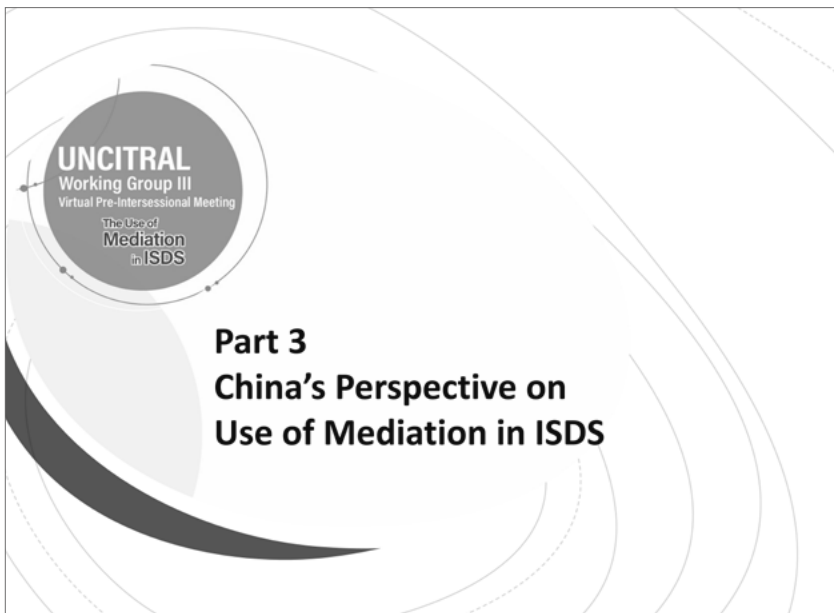 UNCITRAL
Working Group III
Virtual Pre-Intersessional Meeting
The Use of
Mediation
in ISDS
Part 3
China’s Perspective on
Use of Mediation in ISDS